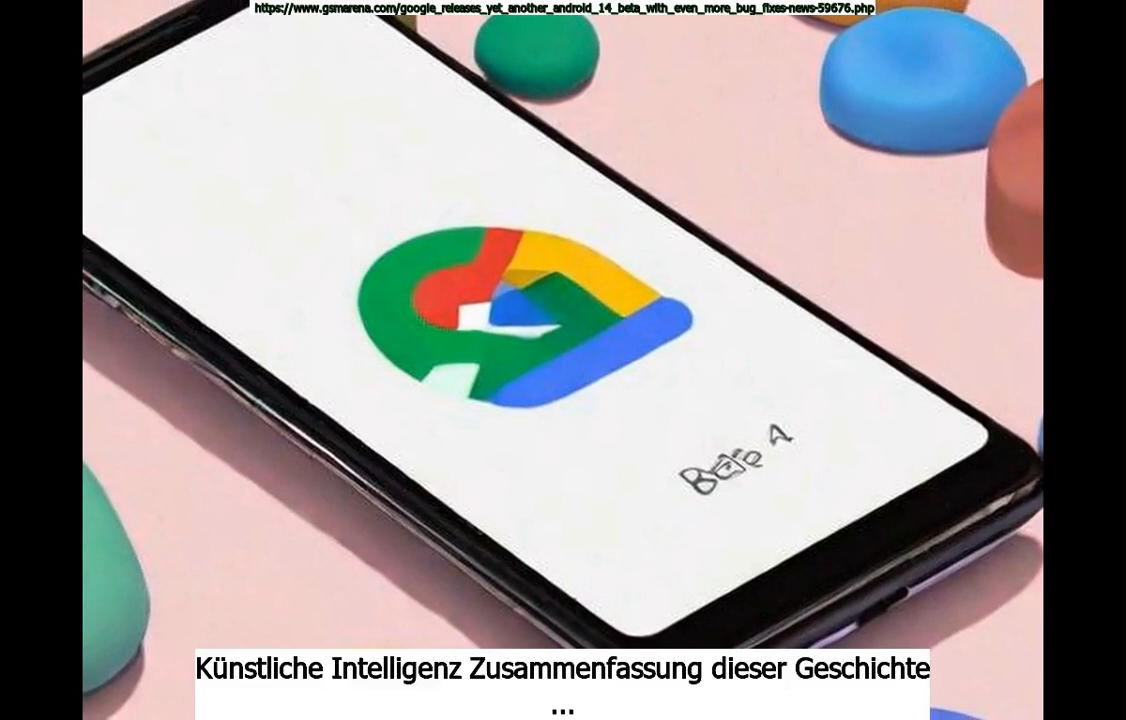 https://www.gsmarena.com/google_releases_yet_another_android_14_beta_with_even_more_bug_fixes-news-59676.php
Künstliche Intelligenz Zusammenfassung dieser Geschichte
...